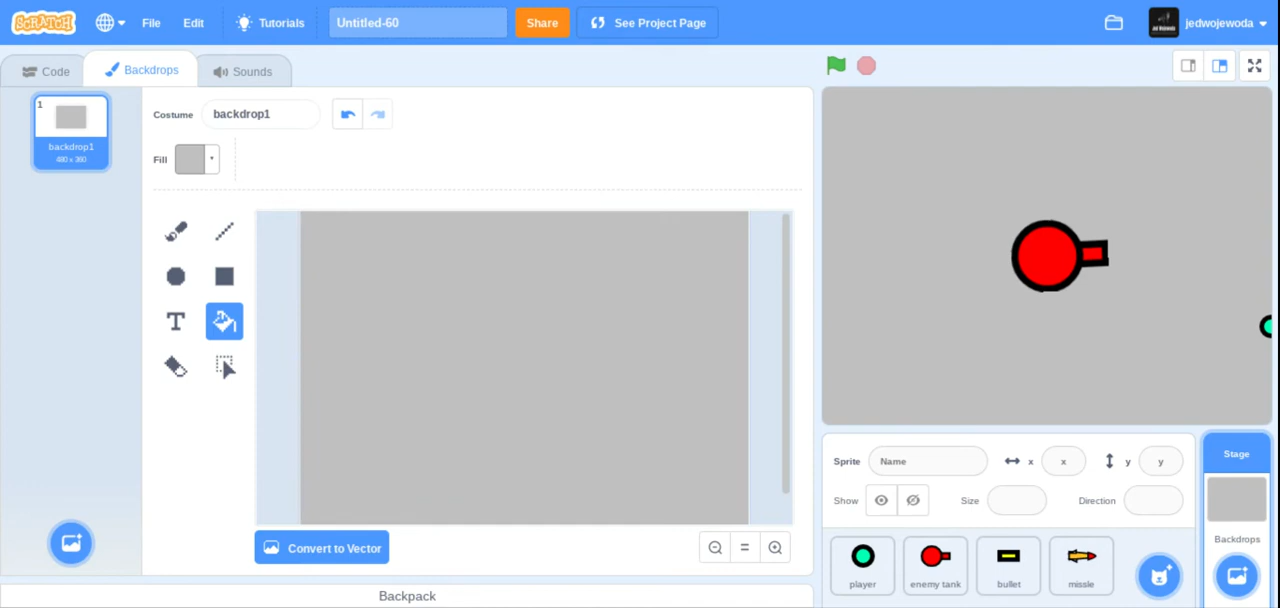 SCRATCH
File
Edit
Tutorials
Untitled-60
Share
See Project Page
jedwojewoda
Code
Backdrops
Sounds
1
backdrop1
480 x 360
Costume
backdrop1
Fill
T
Convert to Vector
=
Backpack
Sprite
Name
x
x
y
y
Show
Size
Direction
player
enemy tank
bullet
missle
Stage
Backdrops